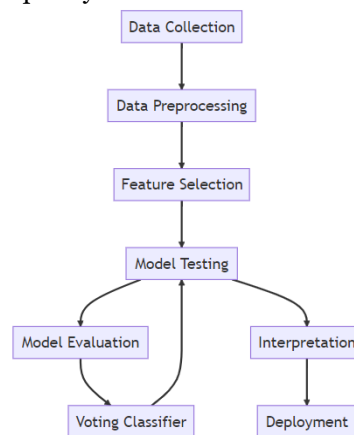 Data Collection
Data Preprocessing
Feature Selection
Model Testing
Model Evaluation
Interpretation
Voting Classifier
Deployment